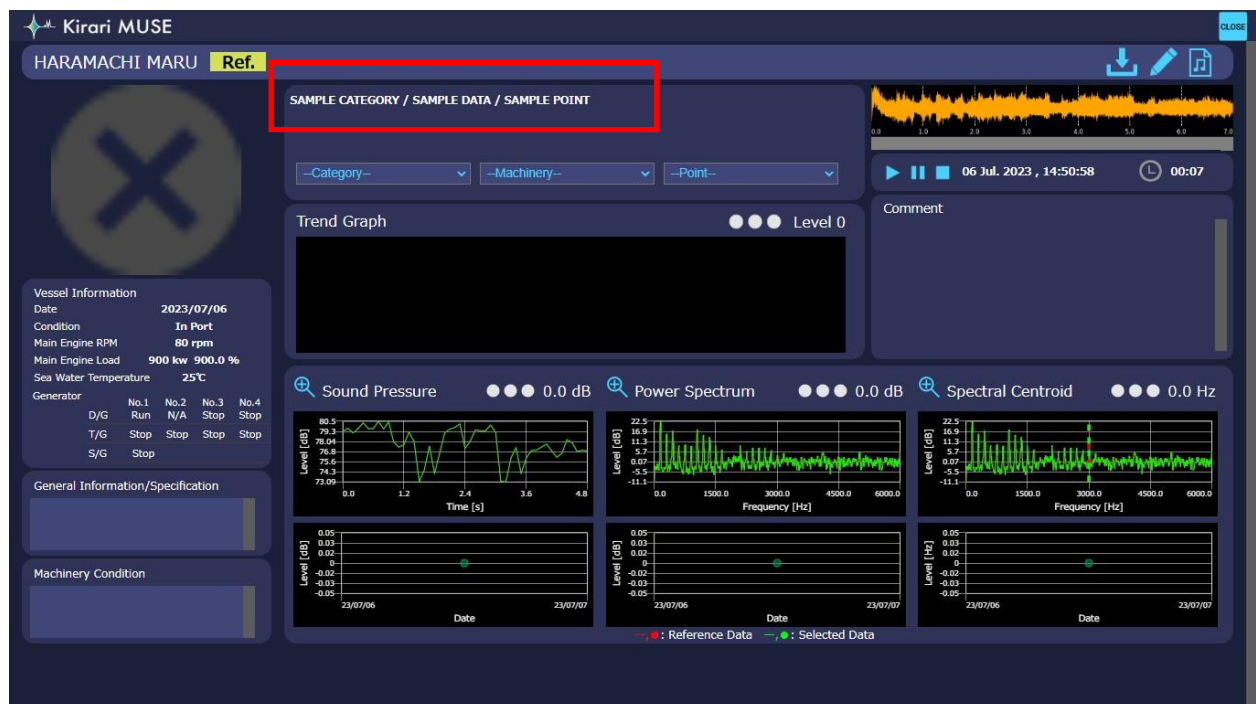 Kirari MUSE
CLOSE
HARAMACHI MARU Ref.
SAMPLE CATEGORY / SAMPLE DATA / SAMPLE POINT
--Category-- --Machinery-- --Point--
0.0 1.0 2.0 3.0 4.0 5.0 6.0 7.0
06 Jul. 2023 , 14:50:58 00:07
Trend Graph Level 0
Comment
Vessel Information
Date 2023/07/06
Condition In Port
Main Engine RPM 80 rpm
Main Engine Load 900 kw 900.0 %
Sea Water Temperature 25℃
Generator No.1 No.2 No.3 No.4
D/G Run N/A Stop Stop
T/G Stop Stop Stop Stop
S/G Stop
General Information/Specification
Machinery Condition
Sound Pressure 0.0 dB
Level [dB]
80.5
79.3
78.04
76.8
75.6
74.3
73.09
0.0 1.2 2.4 3.6 4.8
Time [s]
Level [dB]
0.05
0.03
0.02
0
-0.02
-0.03
-0.05
23/07/06 23/07/07
Date
Power Spectrum 0.0 dB
Level [dB]
22.5
16.9
11.3
5.7
0.07
-5.5
-11.1
0.0 1500.0 3000.0 4500.0 6000.0
Frequency [Hz]
Level [dB]
0.05
0.03
0.02
0
-0.02
-0.03
-0.05
23/07/06 23/07/07
Date
Spectral Centroid 0.0 Hz
Level [dB]
22.5
16.9
11.3
5.7
0.07
-5.5
-11.1
0.0 1500.0 3000.0 4500.0 6000.0
Frequency [Hz]
Level [Hz]
0.05
0.03
0.02
0
-0.02
-0.03
-0.05
23/07/06 23/07/07
Date
: Reference Data : Selected Data